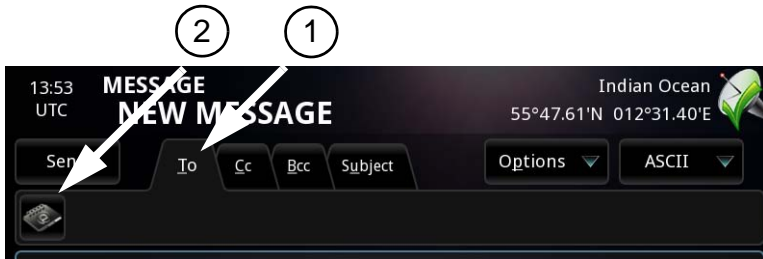 2 1
13:53 MESSAGE Indian Ocean
UTC NEW MESSAGE 55°47.61'N 012°31.40'E
To Cc Bcc Subject Options ASCII